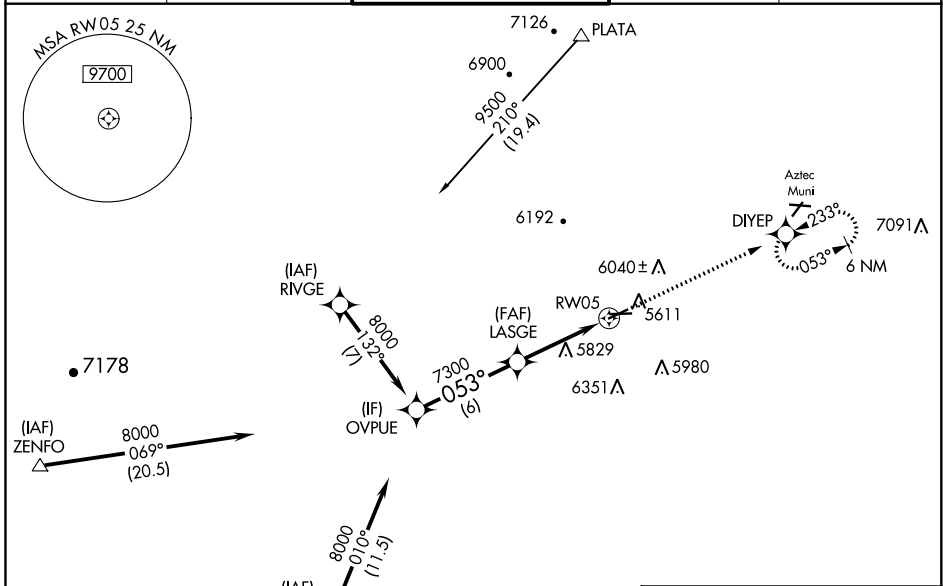 MSA RW05 25 NM
9700
7126
PLATA
6900
9500
210°
(19.4)
Aztec
Muni
6192
DIYEP
233°
7091
053°
6 NM
6040±
(IAF)
RIVGE
RW05
5611
(FAF)
LASGE
8000
132°
(7)
5829
7300
053°
(6)
5980
6351
7178
(IF)
OVPUE
(IAF)
ZENFO
8000
069°
(20.5)
8000
010°
(11.5)
(IAF)